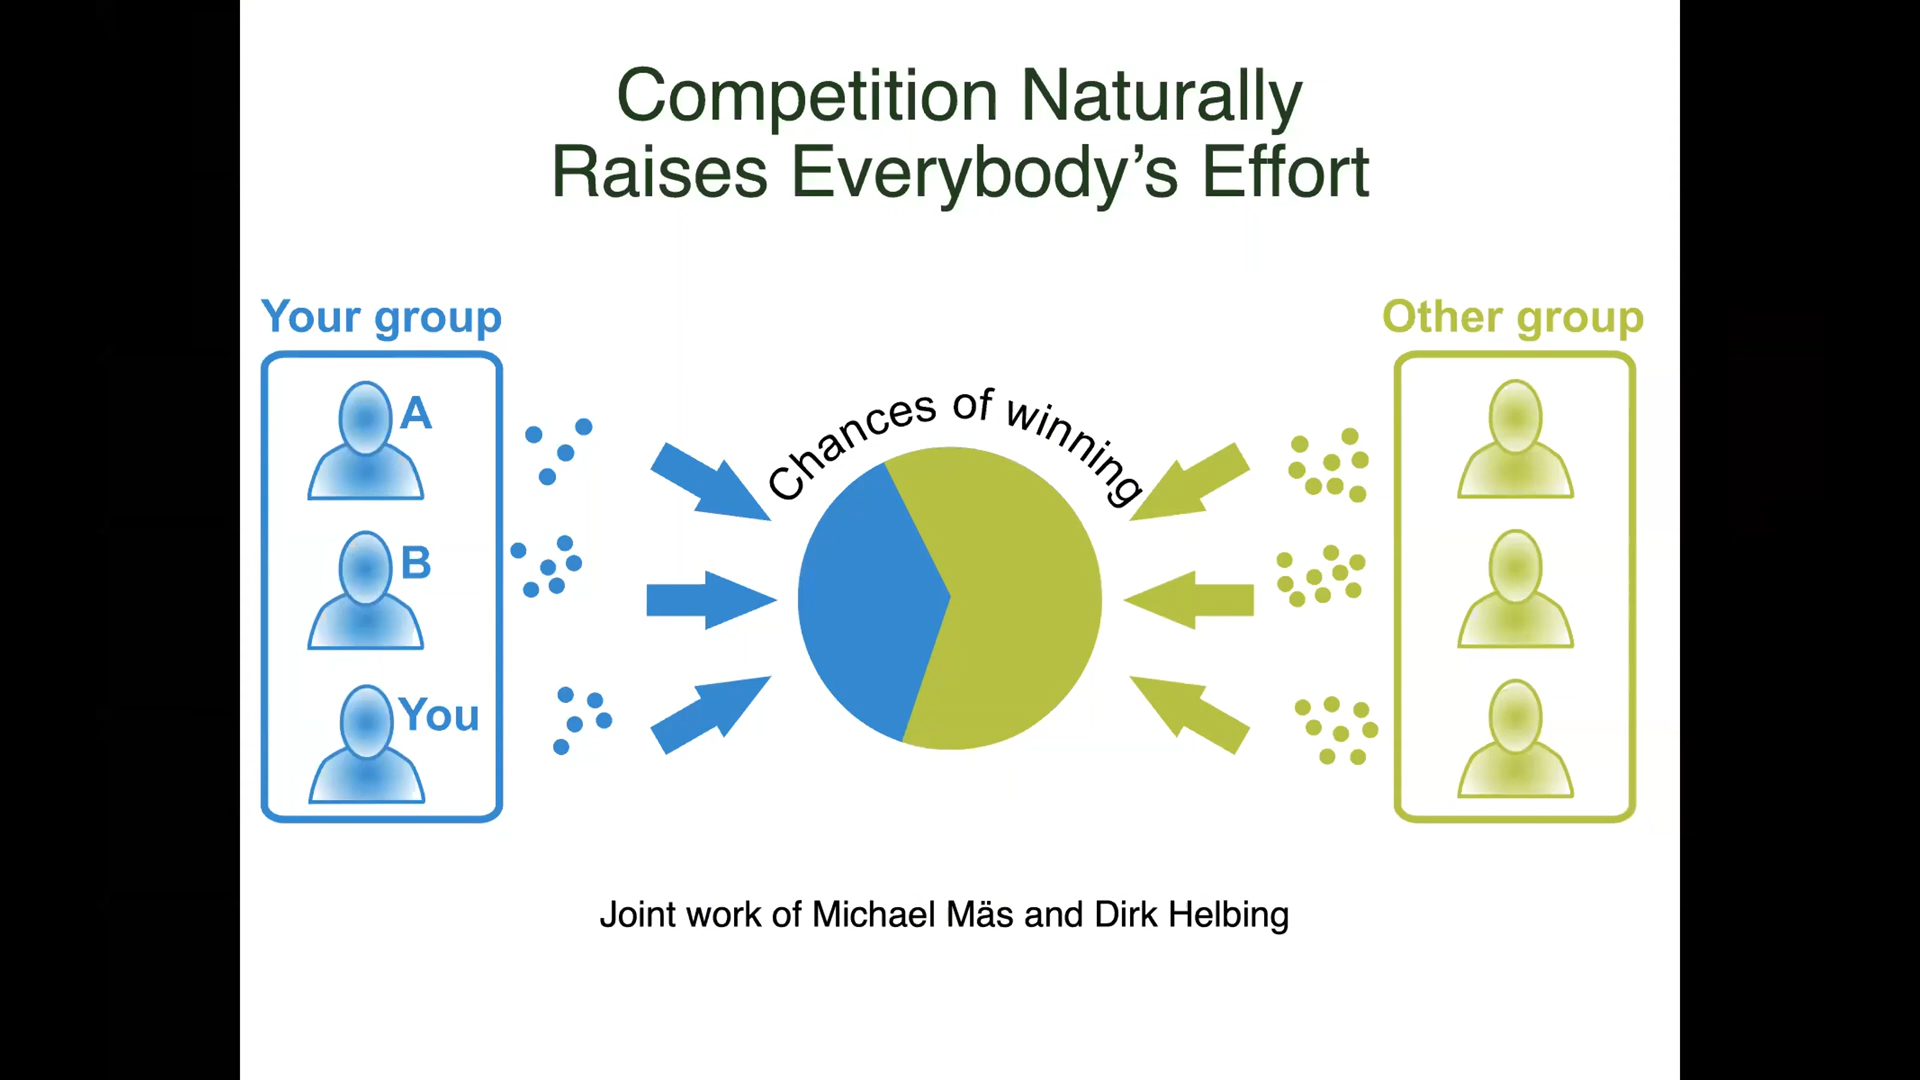 Competition Naturally
Raises Everybody’s Effort
Your group
Other group
A
B
You
Chances of winning
Joint work of Michael Mäs and Dirk Helbing